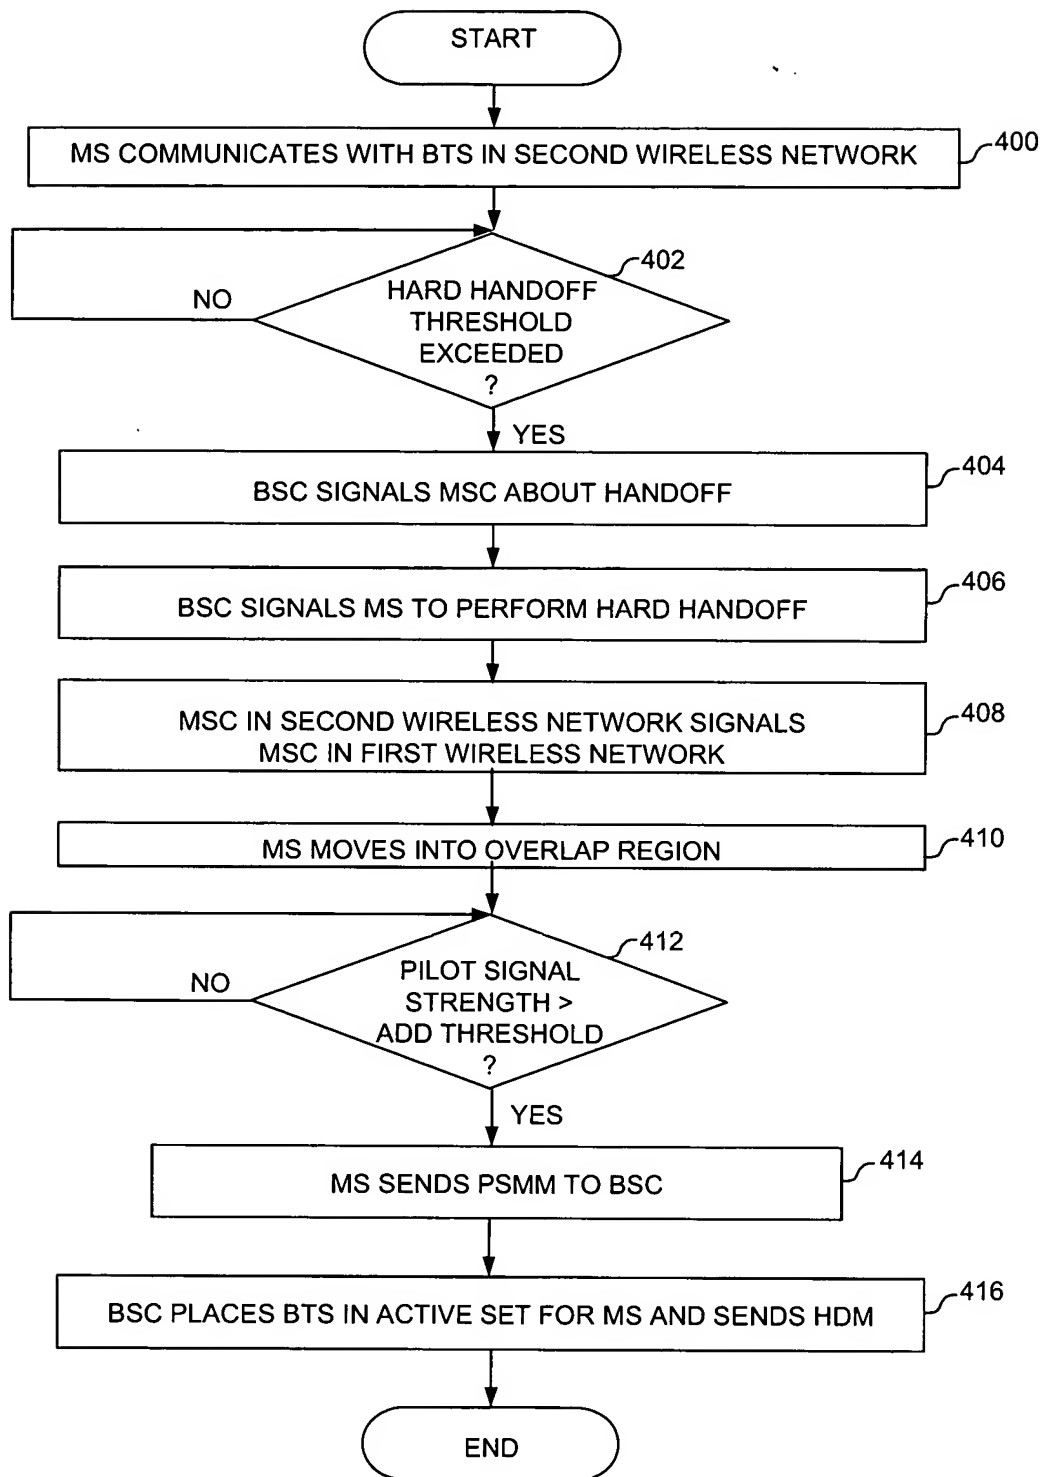 START
MS COMMUNICATES WITH BTS IN SECOND WIRELESS NETWORK
400
402
HARD HANDOFF
THRESHOLD
EXCEEDED
?
NO
YES
404
BSC SIGNALS MSC ABOUT HANDOFF
406
BSC SIGNALS MS TO PERFORM HARD HANDOFF
408
MSC IN SECOND WIRELESS NETWORK SIGNALS
MSC IN FIRST WIRELESS NETWORK
410
MS MOVES INTO OVERLAP REGION
412
PILOT SIGNAL
STRENGTH >
ADD THRESHOLD
?
NO
YES
414
MS SENDS PSMM TO BSC
416
BSC PLACES BTS IN ACTIVE SET FOR MS AND SENDS HDM
END